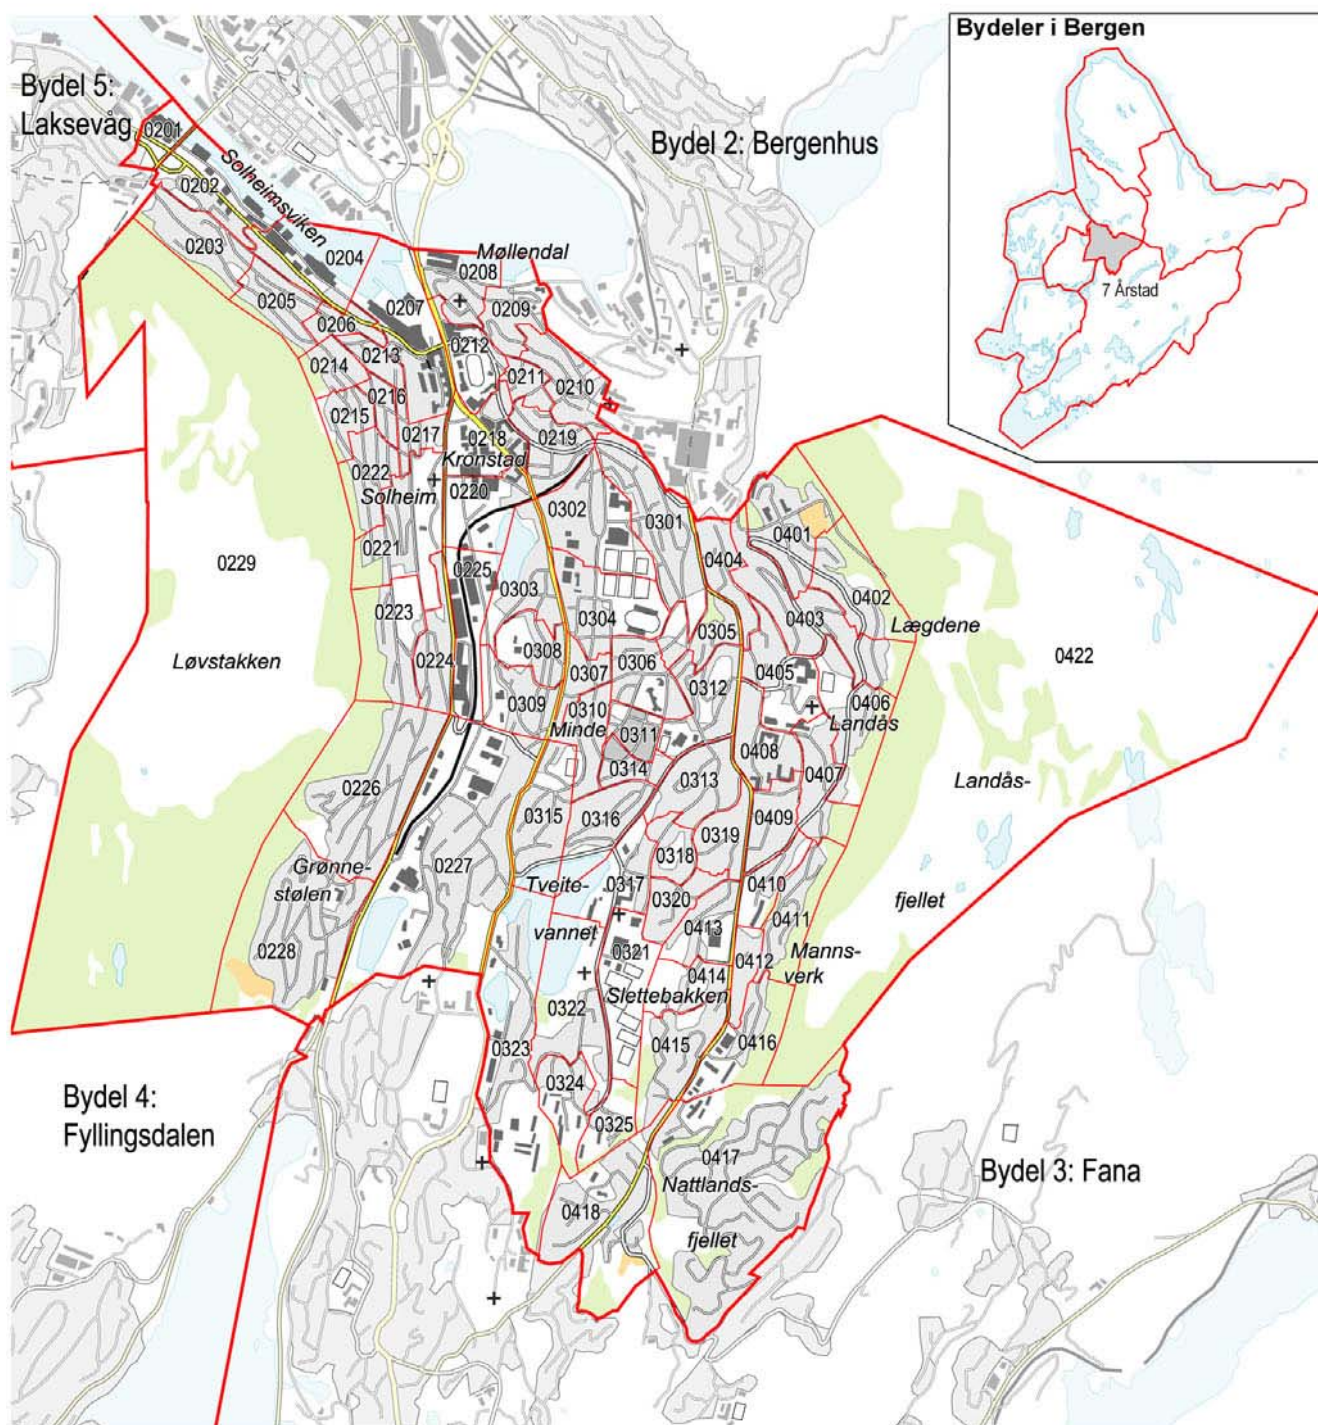 Bydeler i Bergen
7 Årstad
Bydel 5:
Laksevåg
Bydel 2: Bergenhus
0201
0202
Solheimsviken
0203
0204
Møllendal
0208
0205
0207
0209
0206
0212
0213
0214
0211
0210
0216
0215
0217
0218
0219
Kronstad
0222
Solheim
0220
0302
0301
0401
0221
0404
0229
0225
0303
0402
0223
0304
0305
0403
Lægdene
Løvstakken
0224
0308
0306
0422
0307
0312
0405
0309
0310
0406
Minde
Landås
0311
0408
0314
0407
0313
Landås-
0226
0315
0316
0409
0319
0318
Grønne-
stølen
0227
Tveite-
0317
0410
0320
fjellet
0411
vannet
0413
0228
0321
Manns-
verk
0412
0414
Slettebakken
0322
0323
0415
0416
0324
Bydel 4:
Fyllingsdalen
0325
0417
Nattlands-
Bydel 3: Fana
0418
fjellet